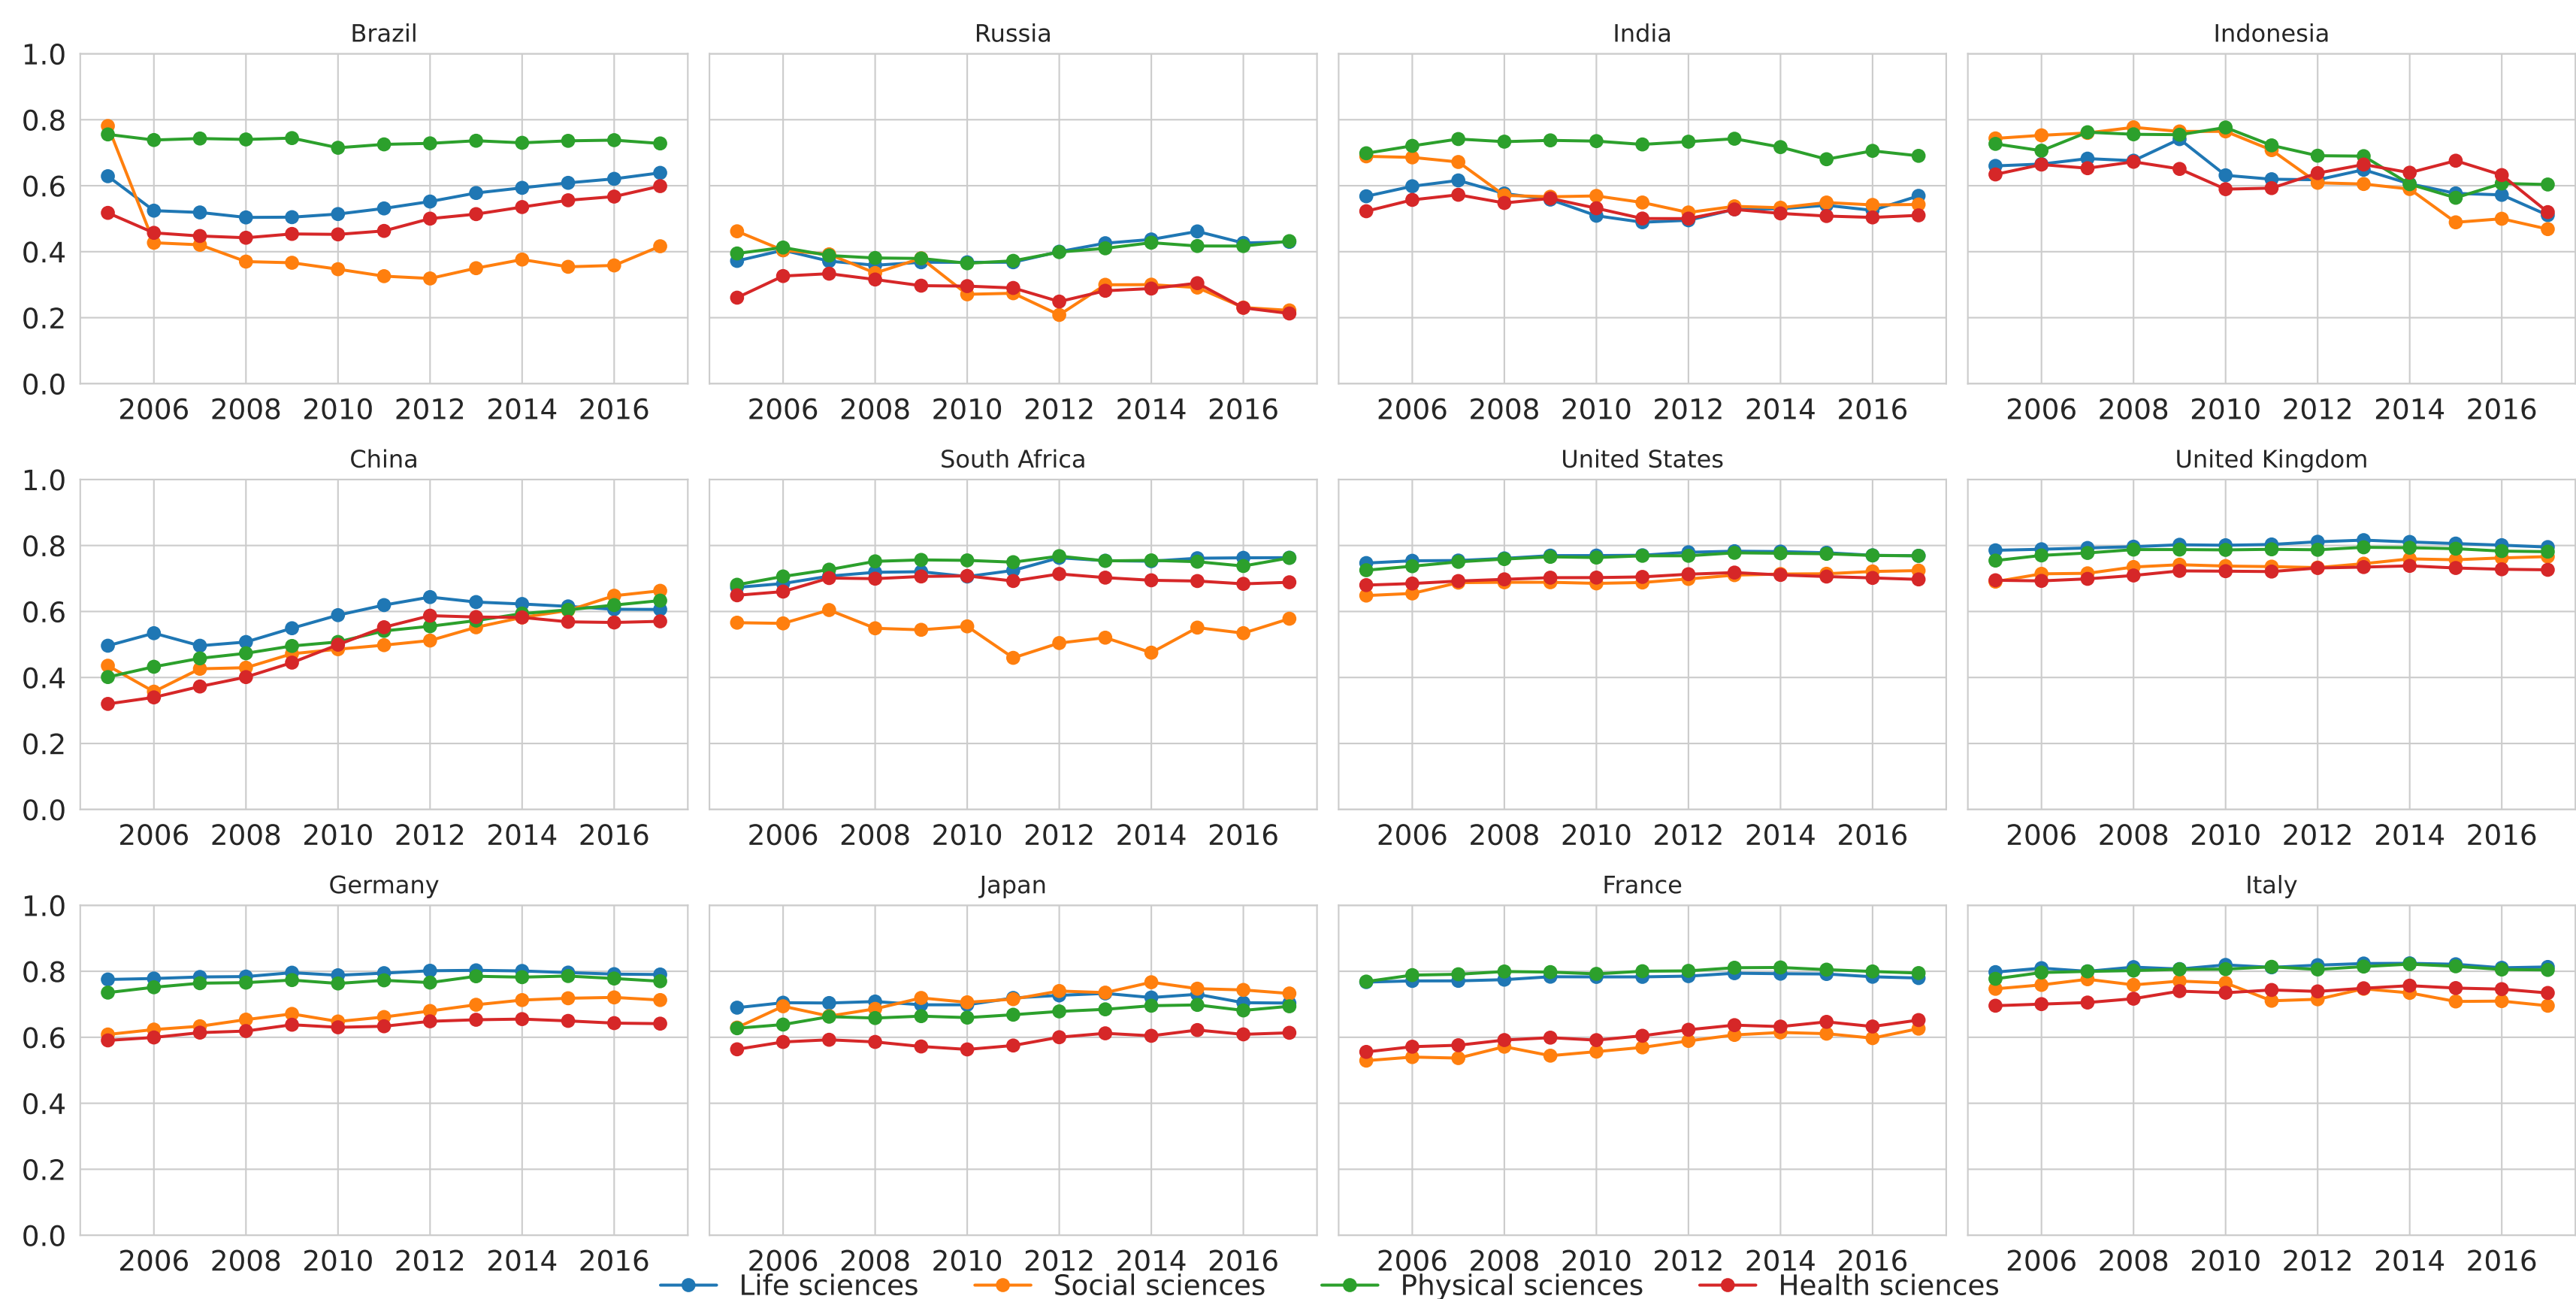 Brazil Russia India Indonesia
1.0
0.8
0.6
0.4
0.2
0.0
2006 2008 2010 2012 2014 2016 2006 2008 2010 2012 2014 2016 2006 2008 2010 2012 2014 2016 2006 2008 2010 2012 2014 2016
China South Africa United States United Kingdom
1.0
0.8
0.6
0.4
0.2
0.0
2006 2008 2010 2012 2014 2016 2006 2008 2010 2012 2014 2016 2006 2008 2010 2012 2014 2016 2006 2008 2010 2012 2014 2016
Germany Japan France Italy
1.0
0.8
0.6
0.4
0.2
0.0
2006 2008 2010 2012 2014 2016 2006 2008 2010 2012 2014 2016 2006 2008 2010 2012 2014 2016 2006 2008 2010 2012 2014 2016
Life sciences Social sciences Physical sciences Health sciences